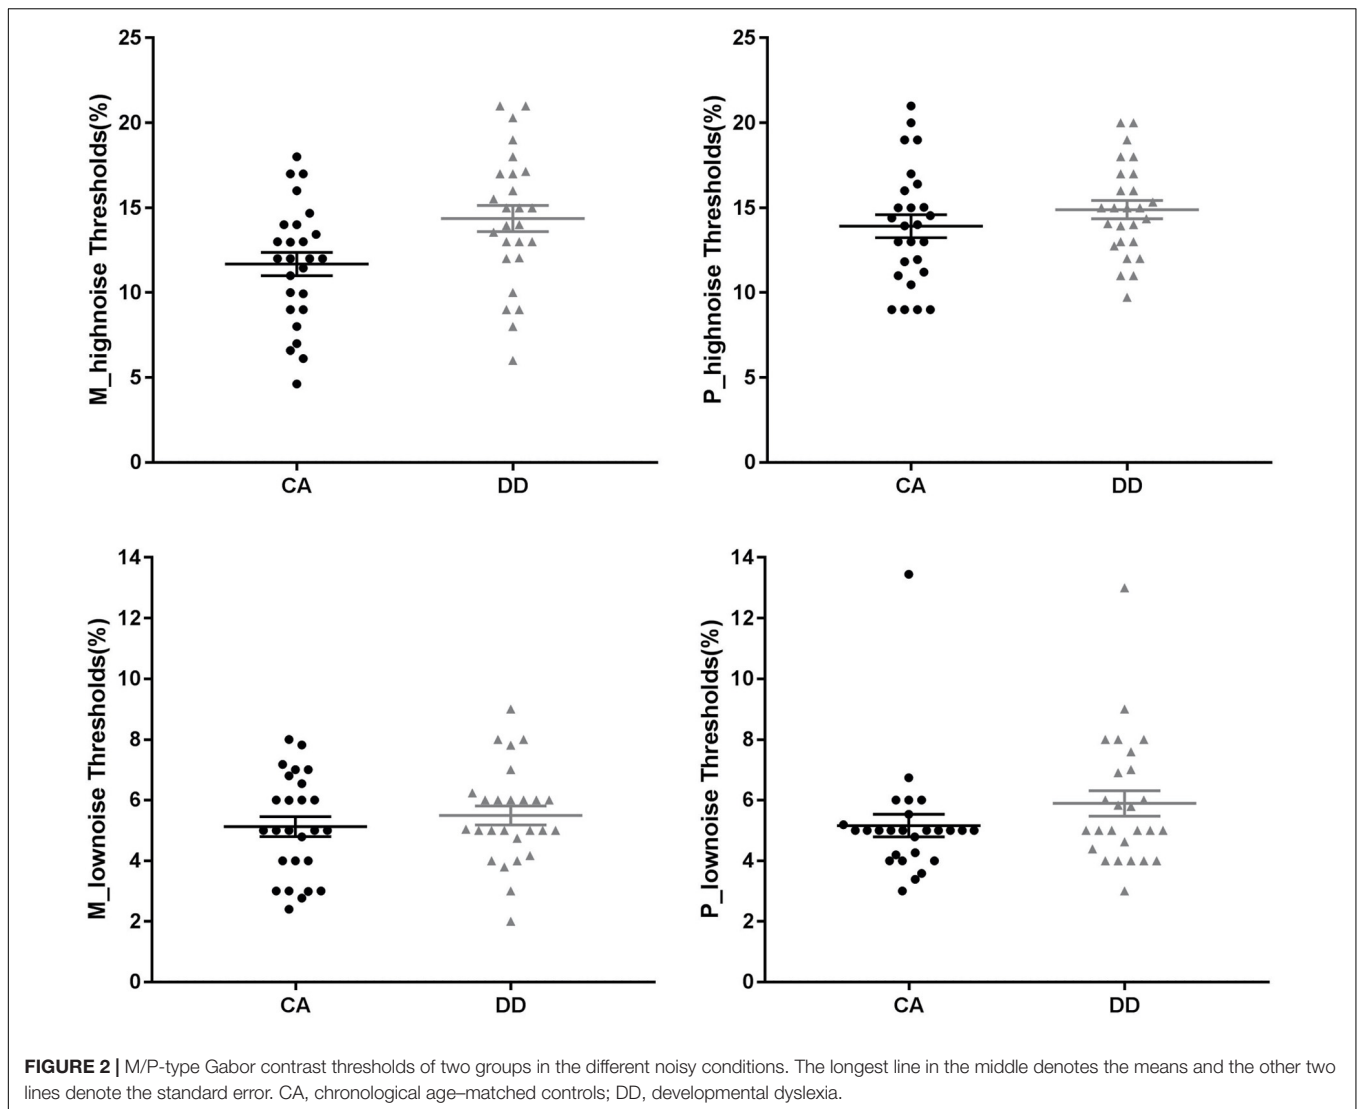 25
20
15
10
5
0
M_highnoise Thresholds(%)
CA
DD
25
20
15
10
5
0
P_highnoise Thresholds(%)
CA
DD
14
12
10
8
6
4
2
0
M_lownoise Thresholds(%)
CA
DD
14
12
10
8
6
4
2
0
P_lownoise Thresholds(%)
CA
DD
FIGURE 2 | M/P-type Gabor contrast thresholds of two groups in the different noisy conditions. The longest line in the middle denotes the means and the other two
lines denote the standard error. CA, chronological age–matched controls; DD, developmental dyslexia.